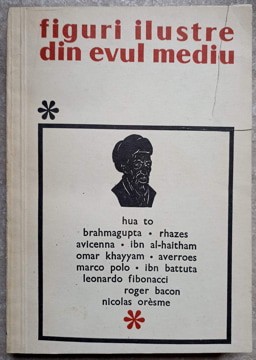 figuri ilustre
din evul mediu
hua to
brahmagupta • rhazes
avicenna • ibn al-haitham
omar khayyam • averroes
marco polo • ibn battuta
leonardo fibonacci
roger bacon
nicolas orèsme